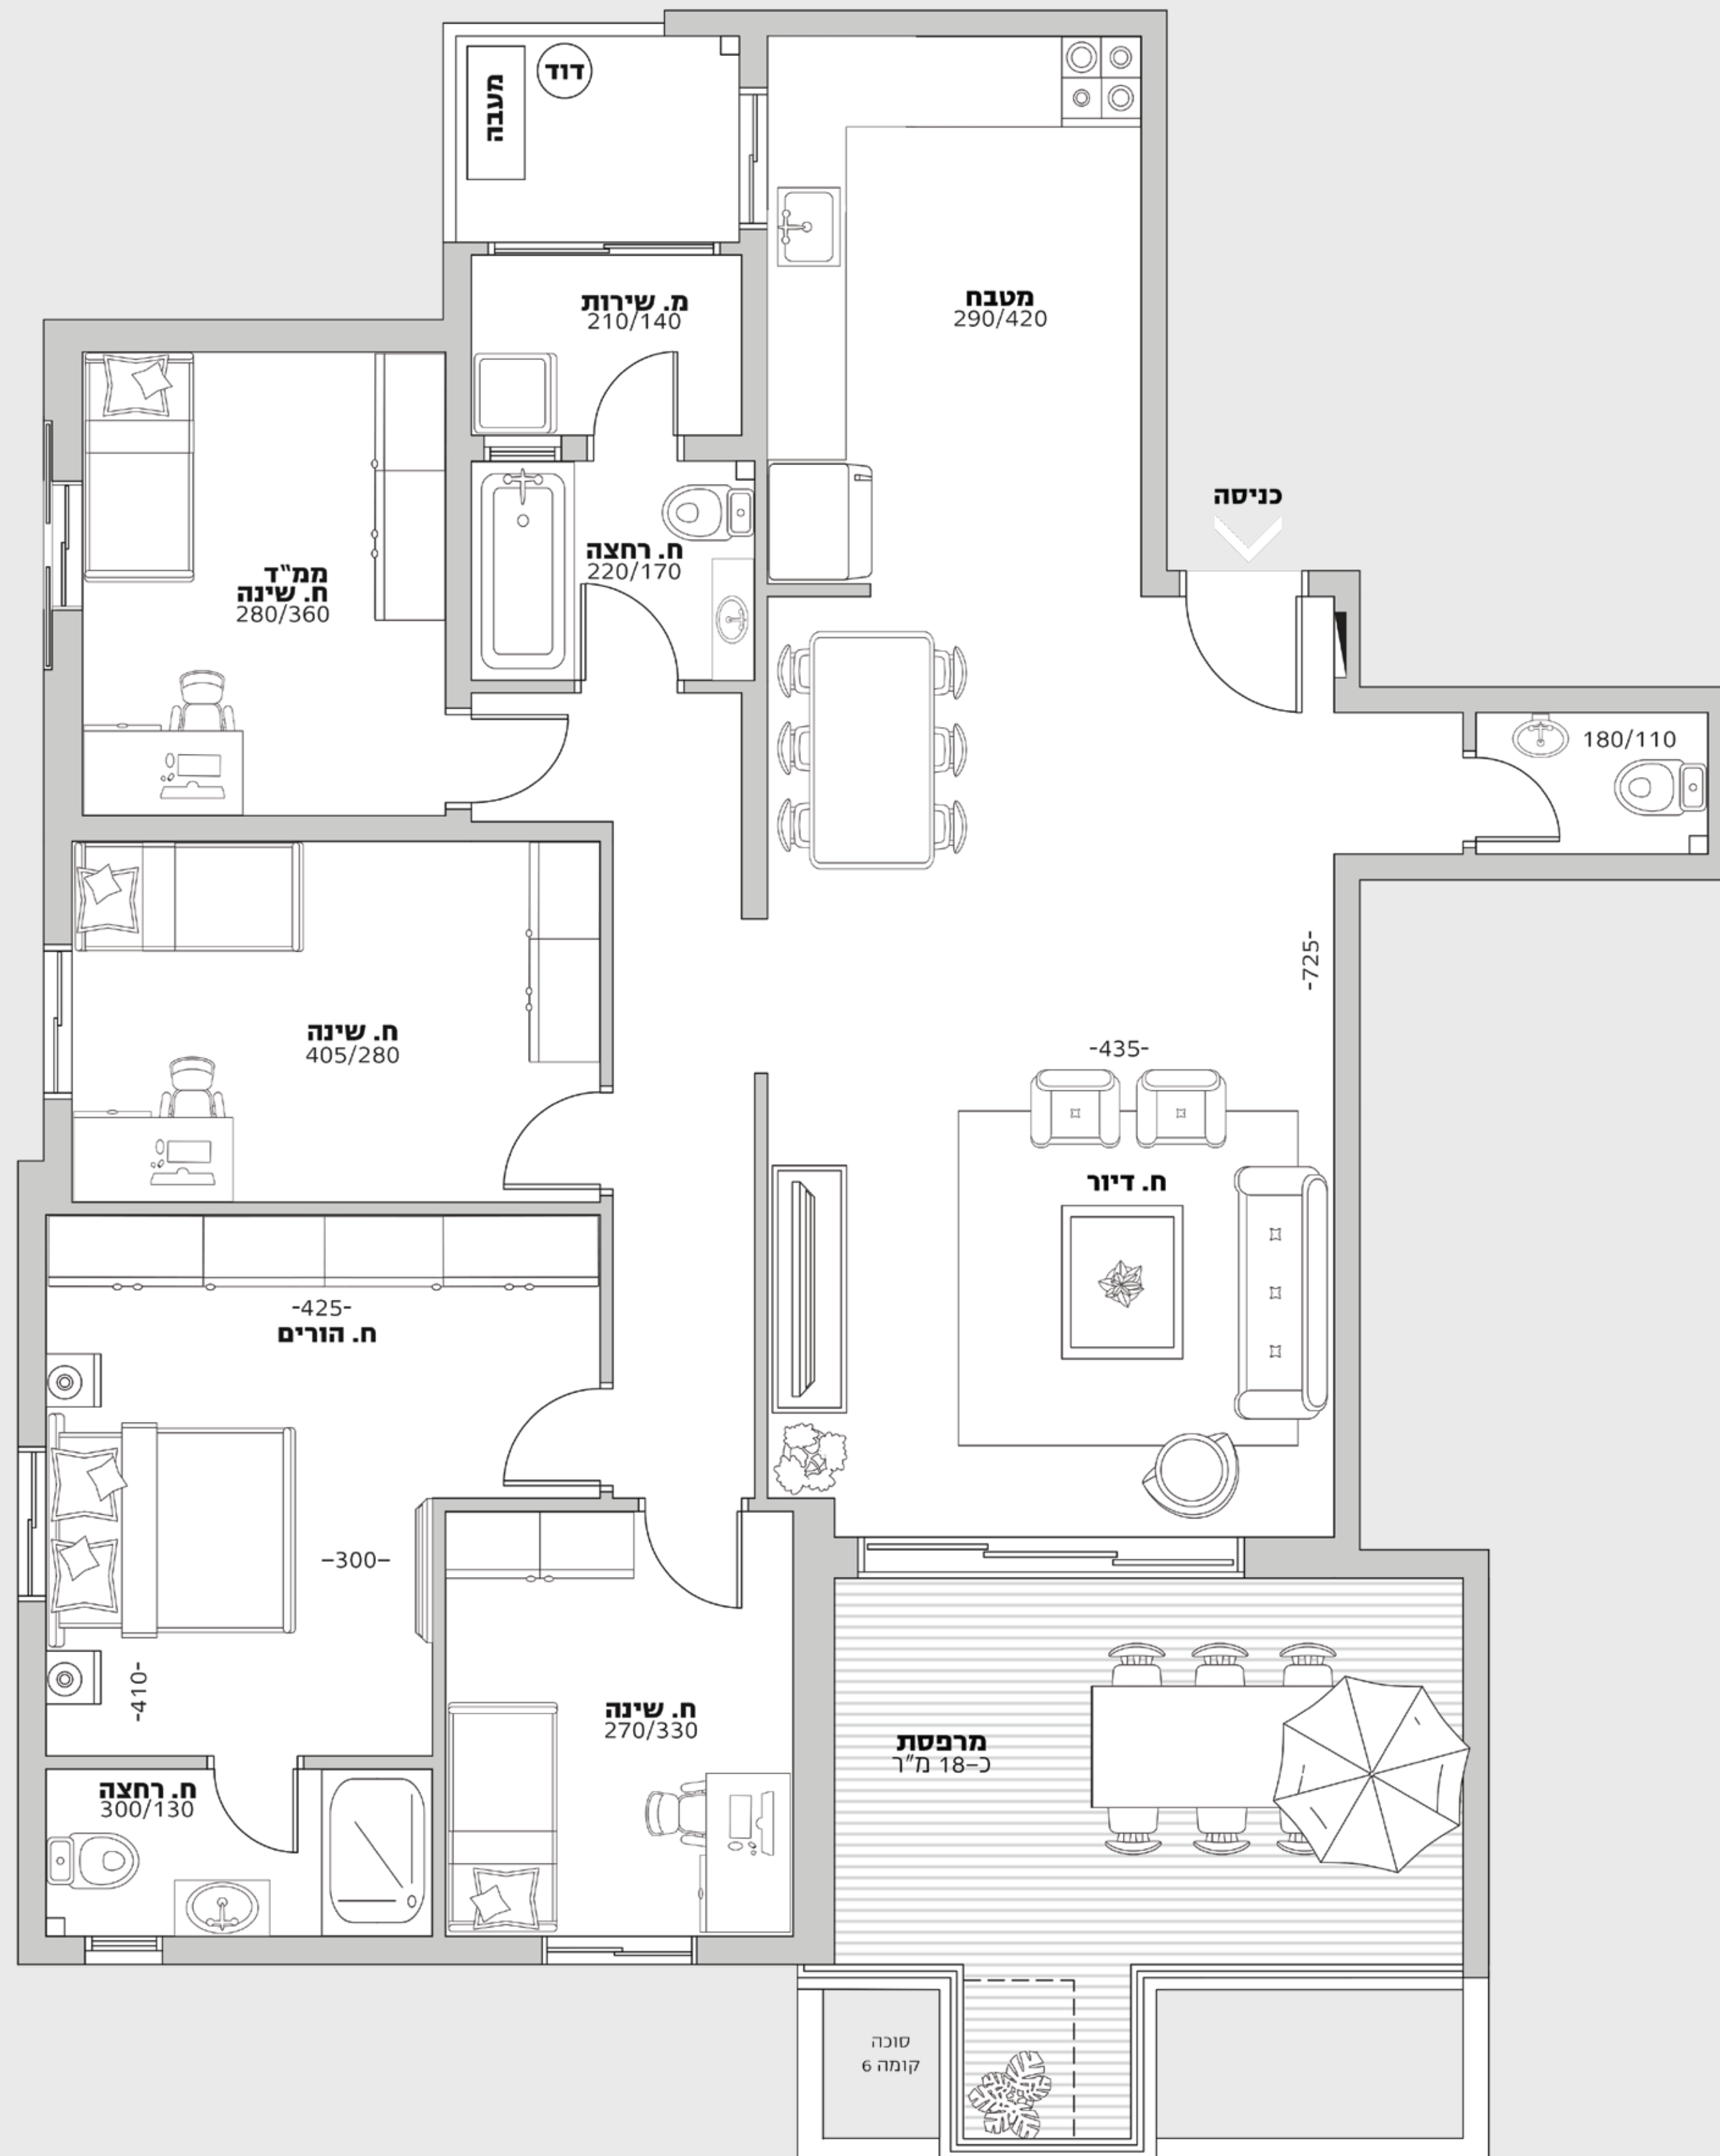 דוד
מעבה
מ. שירות
210/140
מטבח
290/420
כניסה
ח. רחצה
220/170
ממ"ד
ח. שינה
280/360
180/110
-725-
ח. שינה
405/280
-435-
ח. דיור
-425-
ח. הורים
-300-
-410-
ח. שינה
270/330
מרפסת
כ-18 מ"ר
ח. רחצה
300/130
סוכה
קומה 6